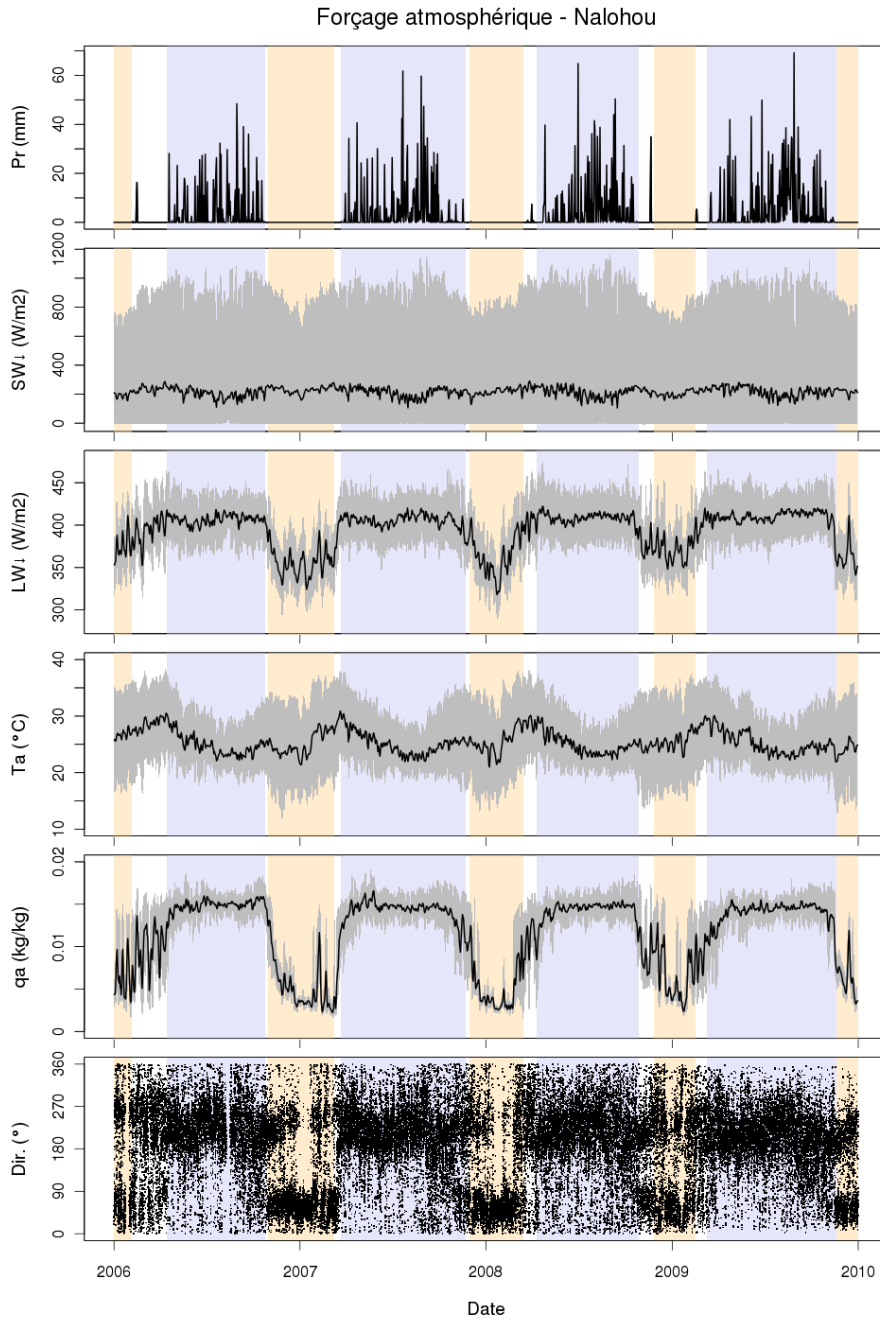 Forçage atmosphérique - Nalohou
Pr (mm)
0 20 40 60
SW↓ (W/m2)
0 400 800 1200
LW↓ (W/m2)
300 350 400 450
Ta (°C)
10 20 30 40
qa (kg/kg)
0 0.01 0.02
Dir. (°)
0 90 180 270 360
2006 2007 2008 2009 2010
Date